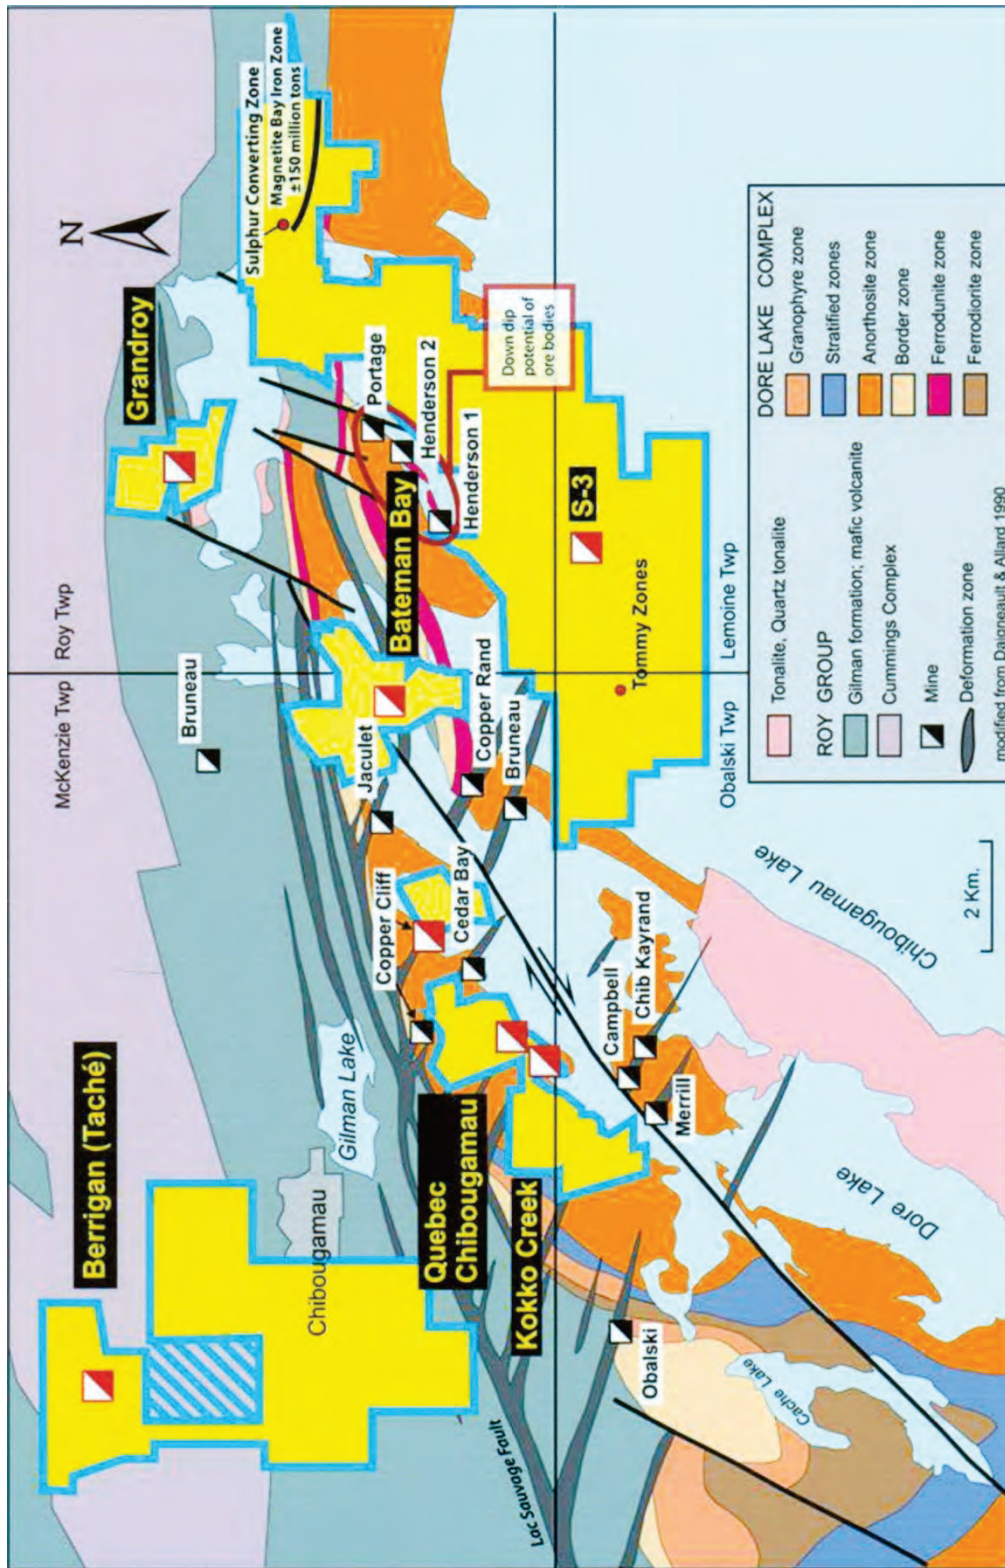 McKenzie Twp
Roy Twp
N
Berrigan (Taché)
Grandroy
Sulphur Converting Zone
Magnetite Bay Iron Zone
±150 million tons
Bruneau
Gilman Lake
Chibougamau
Copper Cliff
Jaculet
Cedar Bay
Bateman Bay
Portage
Henderson 2
Henderson 1
Down dip
potential of
ore bodies
Quebec
Chibougamau
Kokko Creek
Copper Rand
Bruneau
S-3
Tommy Zones
Lac Sauvage Fault
Obalski
Campbell
Chib Kayrand
Merrill
Obalski Twp
Lemoine Twp
Chibougamau Lake
Dore Lake
Cache Lake
2 Km.
Tonalite, Quartz tonalite
ROY GROUP
Gilman formation; mafic volcanite
Cummings Complex
Mine
Deformation zone
modified from Daigneault & Allard 1990
DORE LAKE COMPLEX
Granophyre zone
Stratified zones
Anorthosite zone
Border zone
Ferrodunite zone
Ferrodiorite zone